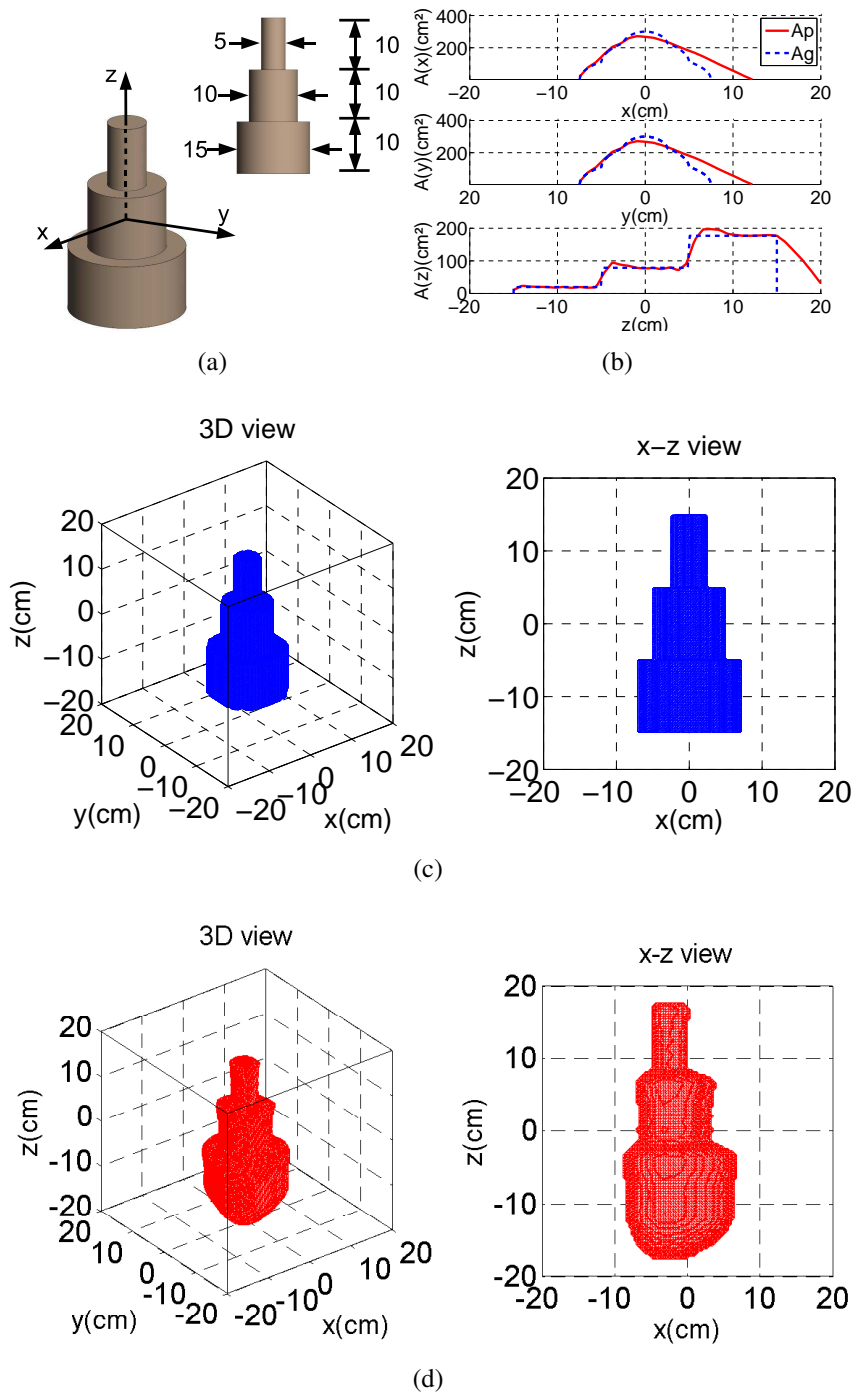 z
x
y
5
10
15
10
10
10
(a)
A(x)(cm²)
400
200
−20
−10
0
10
20
x(cm)
Ap
Ag
A(y)(cm²)
400
200
−20
−10
0
10
20
y(cm)
A(z)(cm²)
200
100
0
−20
−10
0
10
20
z(cm)
(b)
3D view
z(cm)
20
10
0
−10
−20
20
10
0
−10
−20
y(cm)
−20
−10
0
10
20
x(cm)
x−z view
z(cm)
20
10
0
−10
−20
−20
−10
0
10
20
x(cm)
(c)
3D view
z(cm)
20
10
0
-10
-20
20
10
0
-10
-20
y(cm)
-20
-10
0
10
20
x(cm)
x-z view
z(cm)
20
10
0
-10
-20
-20
-10
0
10
20
x(cm)
(d)